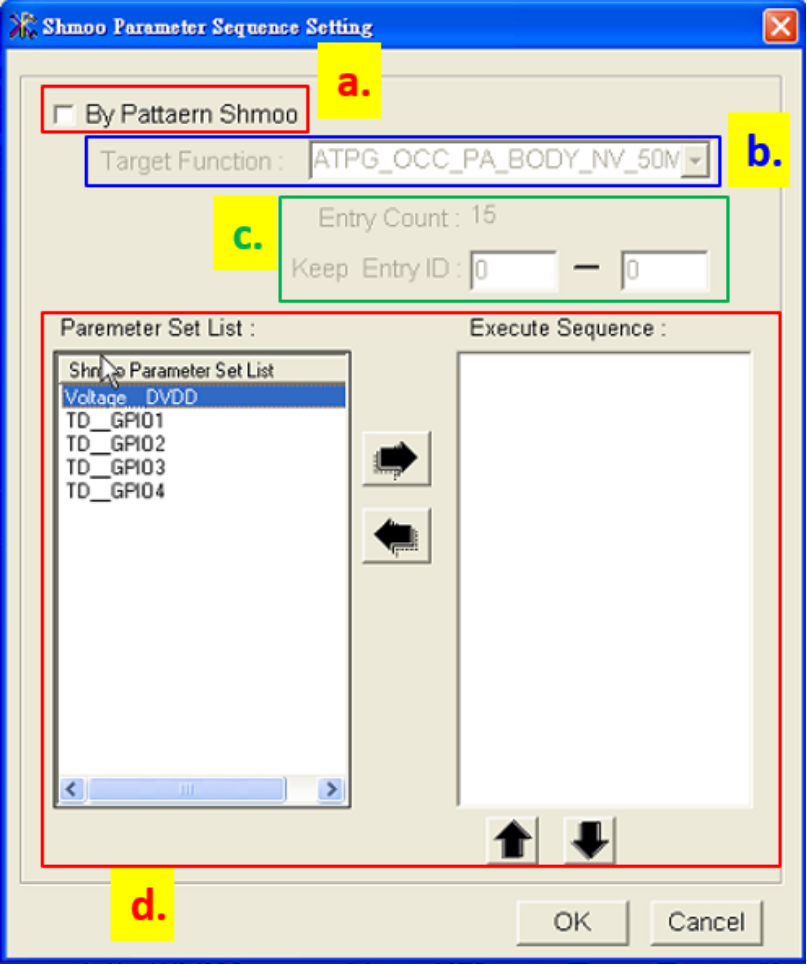 Shmoo Parameter Sequence Setting
a.
By Pattaern Shmoo
Target Function :
ATPG_OCC_PA_BODY_NV_50M
b.
c.
Entry Count : 15
Keep Entry ID : 0 — 0
Paremeter Set List :
Execute Sequence :
Parameter Set List
Voltage__DVDD
TD__GPIO1
TD__GPIO2
TD__GPIO3
TD__GPIO4
d.
OK
Cancel